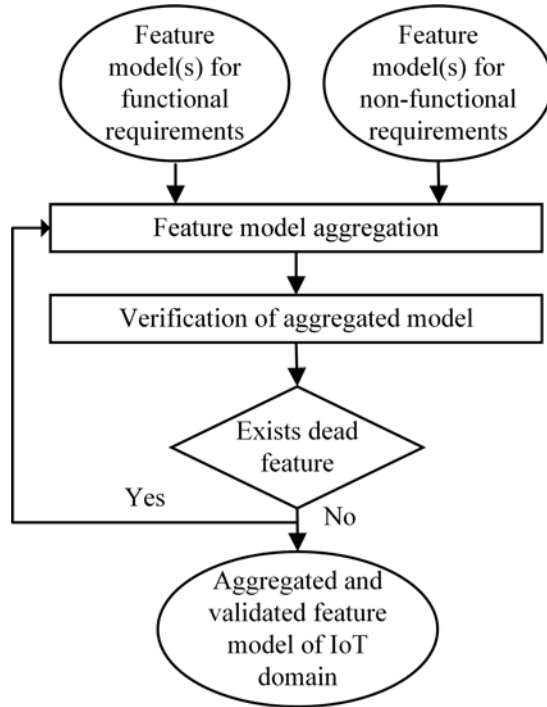 Feature
model(s) for
functional
requirements
Feature
model(s) for
non-functional
requirements
Feature model aggregation
Verification of aggregated model
Exists dead
feature
Yes
No
Aggregated and
validated feature
model of IoT
domain